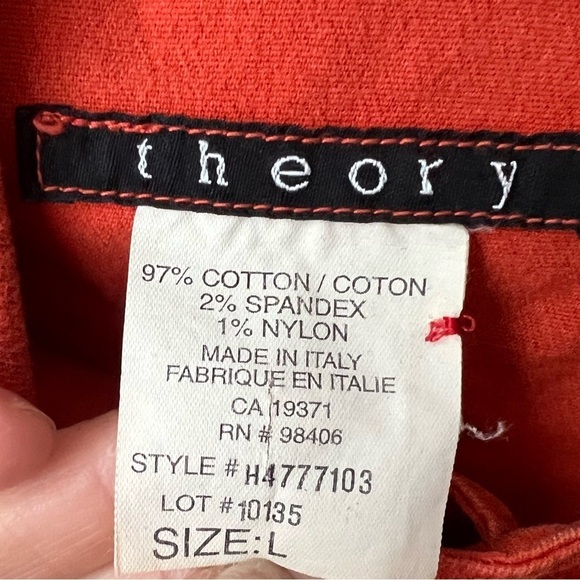 theory
97% COTTON / COTON
2% SPANDEX
1% NYLON
MADE IN ITALY
FABRIQUE EN ITALIE
CA 19371
RN # 98406
STYLE # H4777103
LOT # 10135
SIZE: L